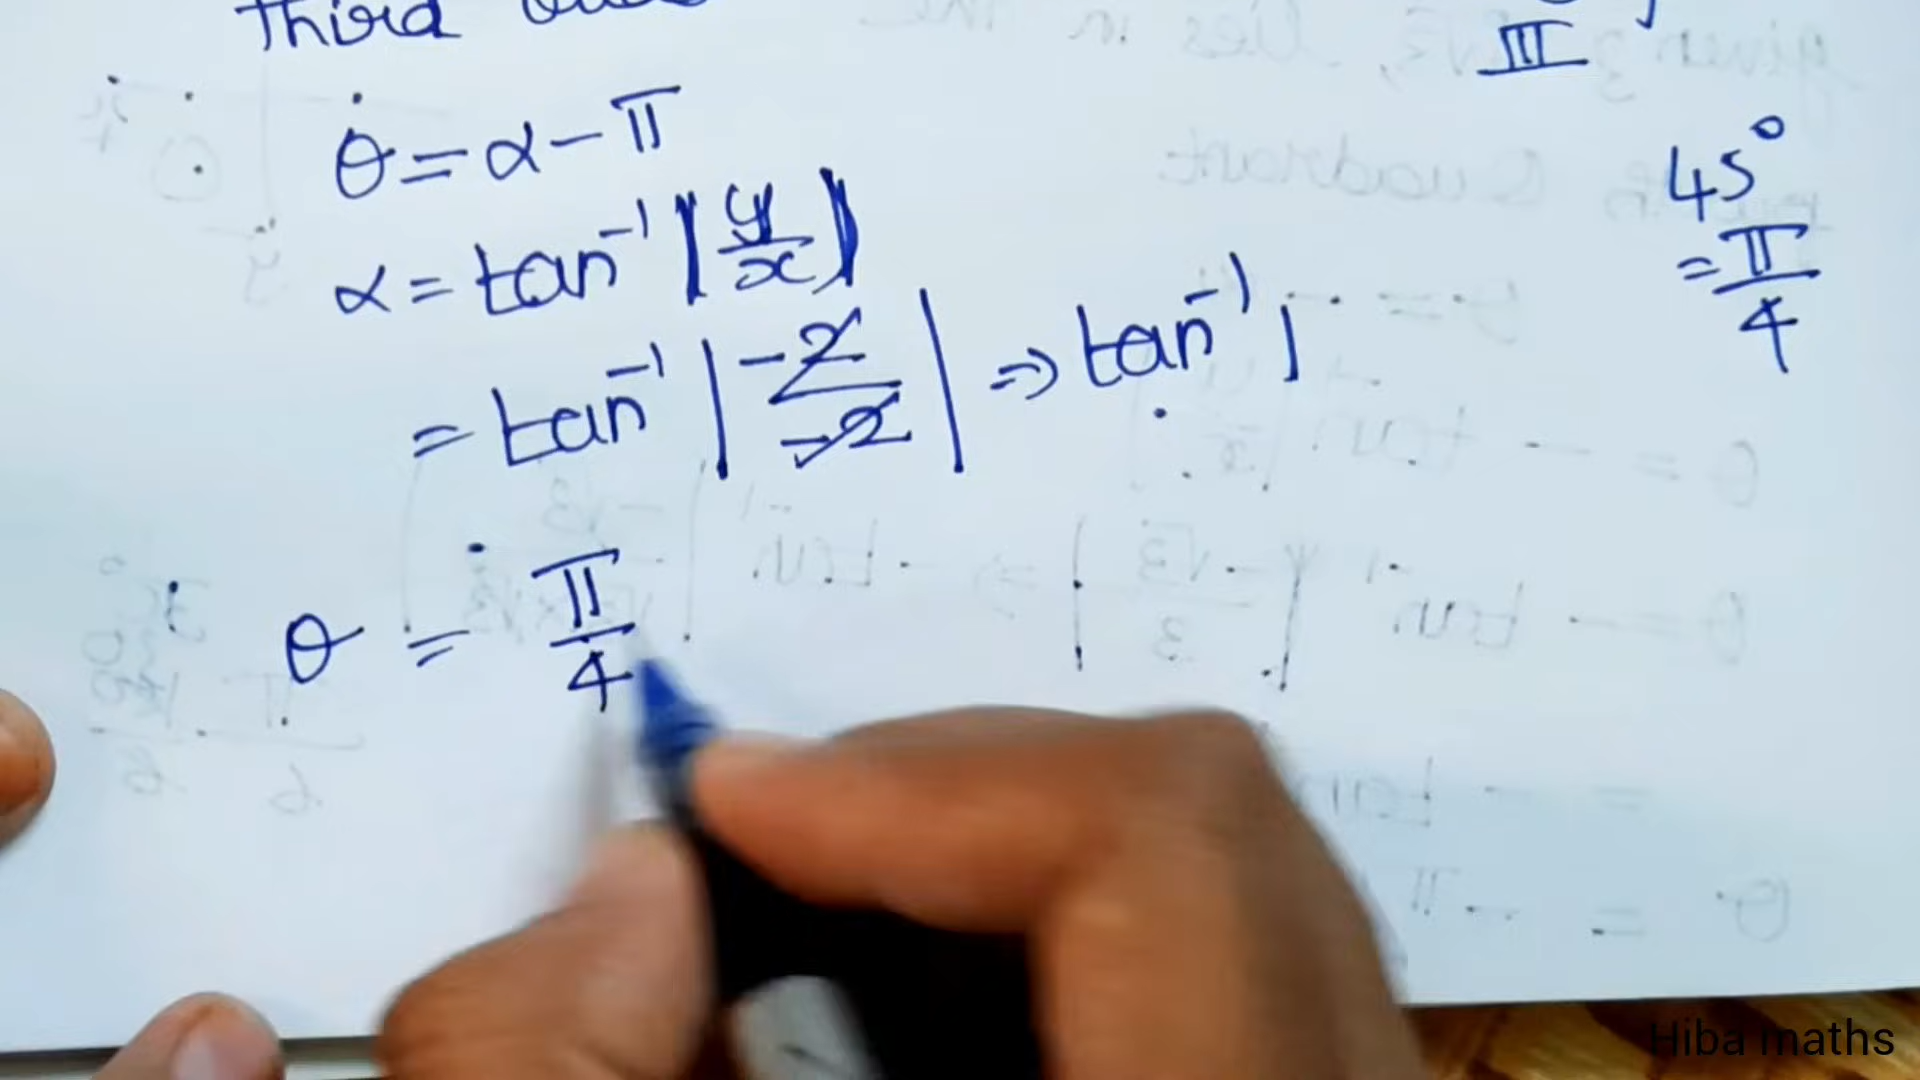 Third
III
θ = α - π
45°
= π/4
α = tan⁻¹ |y/x|
= tan⁻¹ |-2/-2| ⇒ tan⁻¹ 1
θ = π/4
Hiba maths